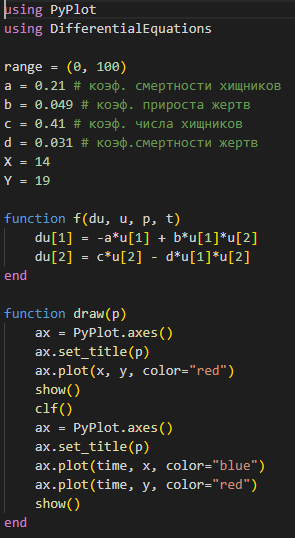 using PyPlot
using DifferentialEquations
range = (0, 100)
a = 0.21 # коэф. смертности хищников
b = 0.049 # коэф. прироста жертв
c = 0.41 # коэф. числа хищников
d = 0.031 # коэф.смертности жертв
X = 14
Y = 19
function f(du, u, p, t)
du[1] = -a*u[1] + b*u[1]*u[2]
du[2] = c*u[2] - d*u[1]*u[2]
end
function draw(p)
ax = PyPlot.axes()
ax.set_title(p)
ax.plot(x, y, color="red")
show()
clf()
ax = PyPlot.axes()
ax.set_title(p)
ax.plot(time, x, color="blue")
ax.plot(time, y, color="red")
show()
end